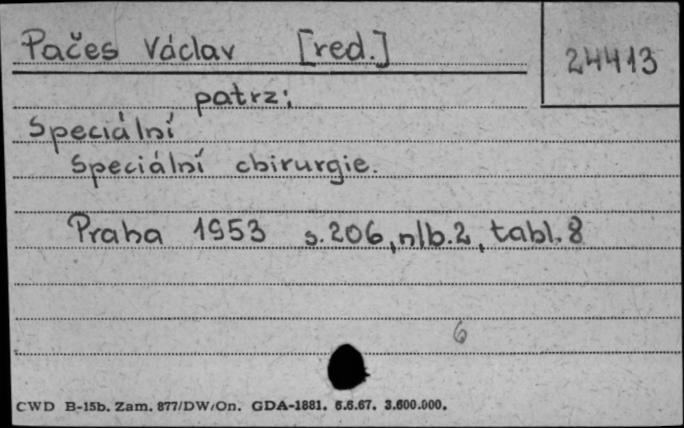 Pačes Václav [red.]
24413
patrz:
Speciální
Speciální chirurgie.
Praha 1953 s.206, nlb.2, tabl. 8
6
CWD B-15b. Zam. 877/DW/On. GDA-1881. 6.6.67. 3.600.000.